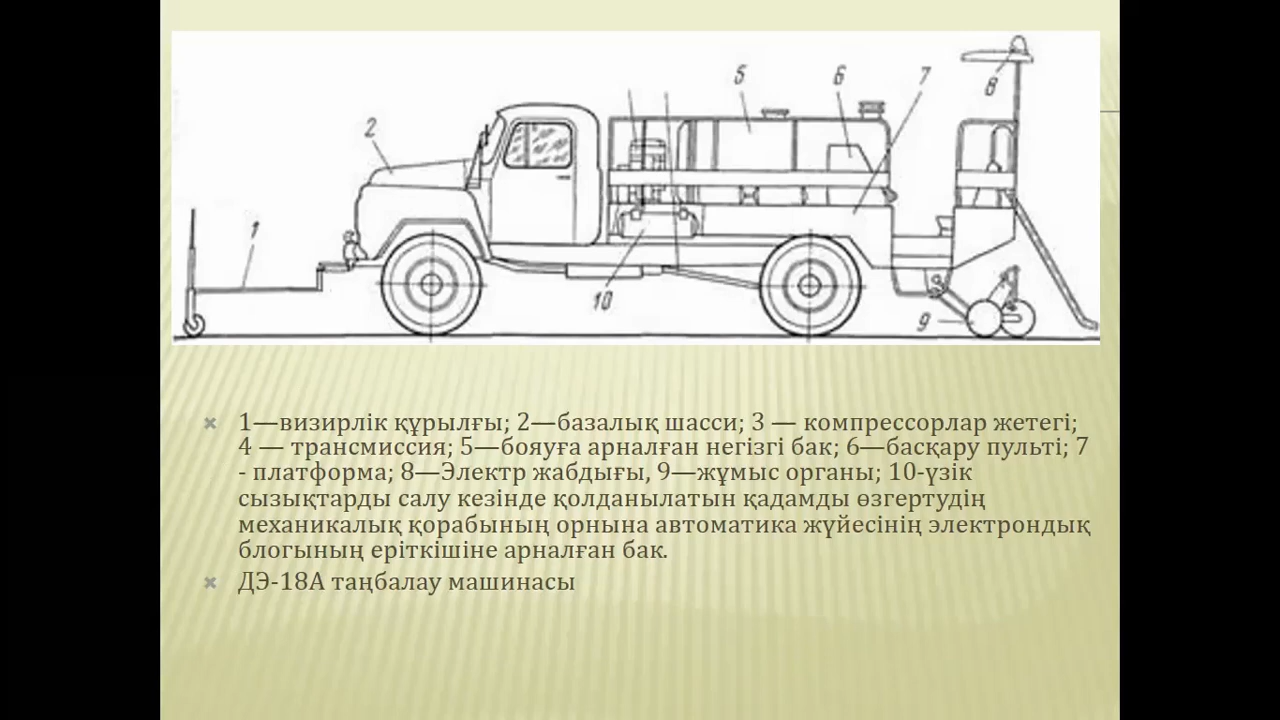 5 6 7
8
2
1
10
9
1—визирлік құрылғы; 2—базалық шасси; 3 — компрессорлар жетегі;
4 — трансмиссия; 5—бояуға арналған негізгі бак; 6—басқару пульті; 7
- платформа; 8—Электр жабдығы, 9—жұмыс органы; 10-үзік
сызықтарды салу кезінде қолданылатын қадамды өзгертудің
механикалық қорабының орнына автоматика жүйесінің электрондық
блогының еріткішіне арналған бак.
ДЭ-18А таңбалау машинасы